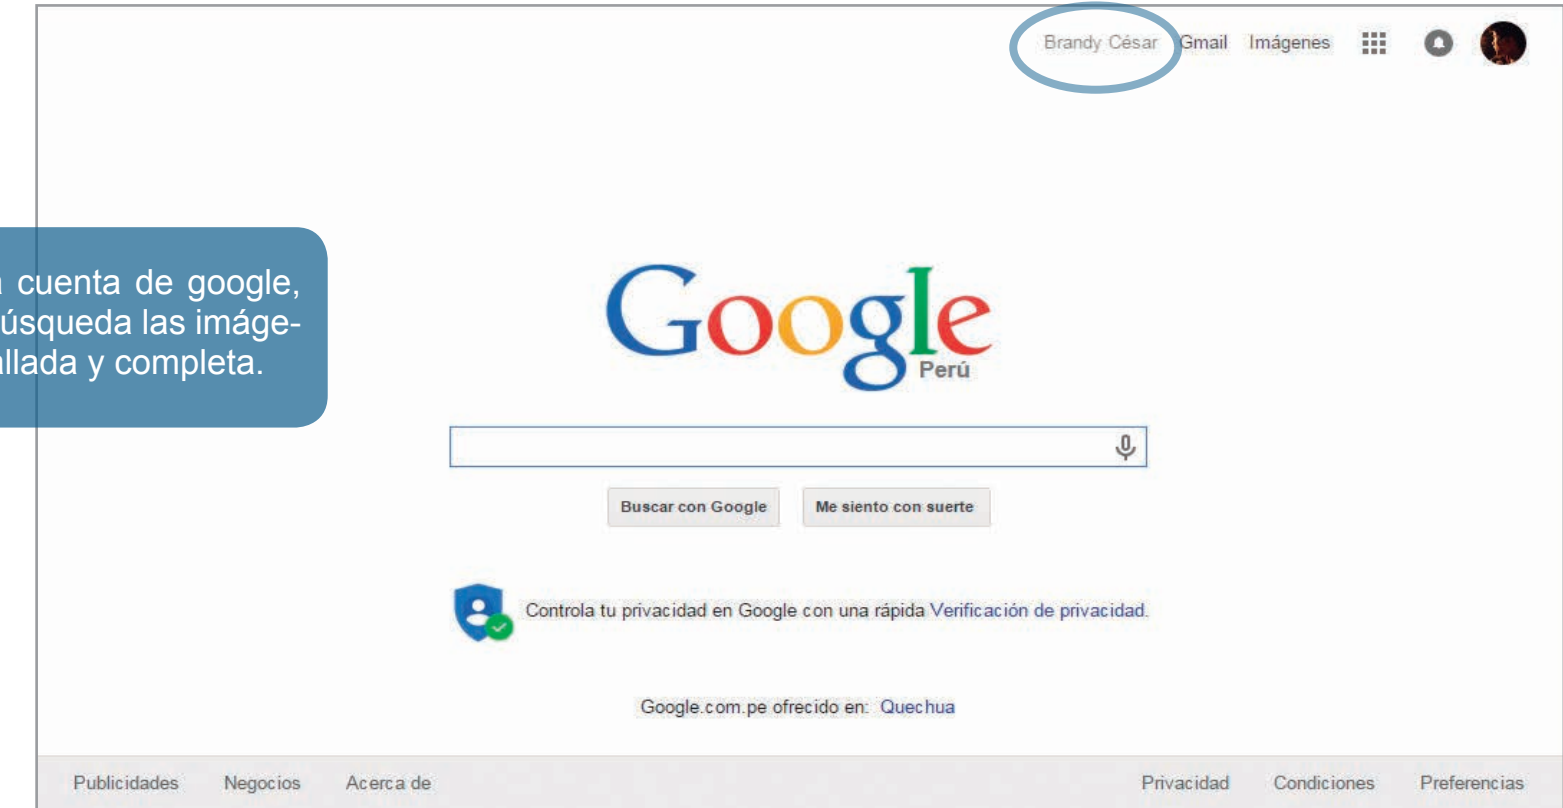 Brandy César Gmail Imágenes
cuenta de google,
búsqueda las imáge-
allada y completa.
Google
Perú
Buscar con Google Me siento con suerte
Controla tu privacidad en Google con una rápida Verificación de privacidad.
Google.com.pe ofrecido en: Quechua
Publicidades Negocios Acerca de Privacidad Condiciones Preferencias